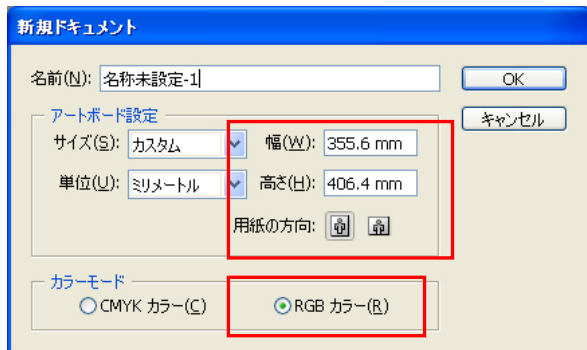 新規ドキュメント
名前(N): 名称未設定-1
OK
キャンセル
アートボード設定
サイズ(S): カスタム 幅(W): 355.6 mm
単位(U): ミリメートル 高さ(H): 406.4 mm
用紙の方向:
カラーモード
CMYK カラー(C) RGB カラー(R)